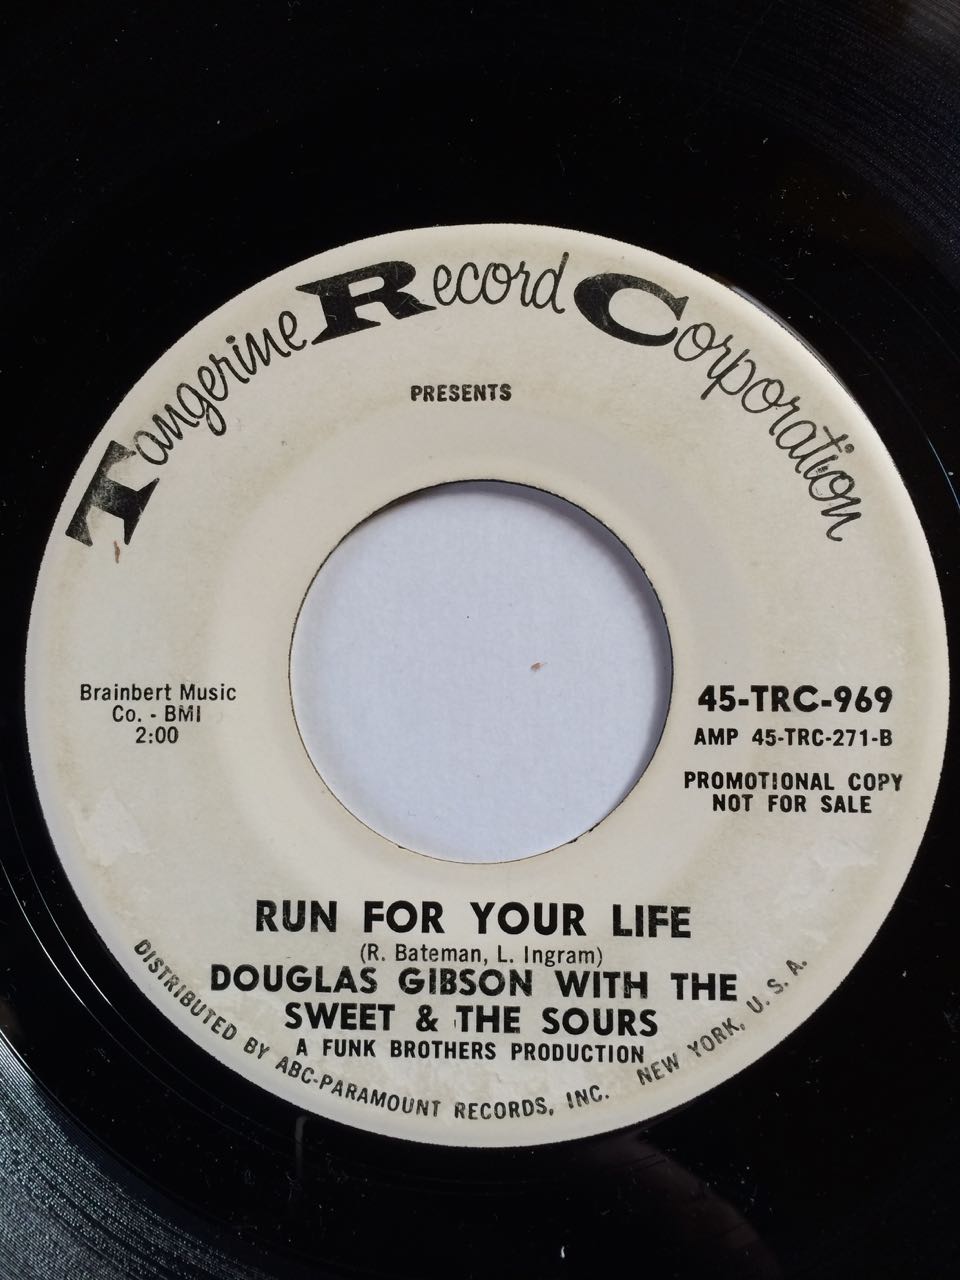 Tangerine Record Corporation
PRESENTS
Brainbert Music
Co. - BMI
2:00
45-TRC-969
AMP 45-TRC-271-B
PROMOTIONAL COPY
NOT FOR SALE
RUN FOR YOUR LIFE
(R. Bateman, L. Ingram)
DOUGLAS GIBSON WITH THE
SWEET & THE SOURS
A FUNK BROTHERS PRODUCTION
DISTRIBUTED BY ABC-PARAMOUNT RECORDS, INC. NEW YORK, U. S. A.